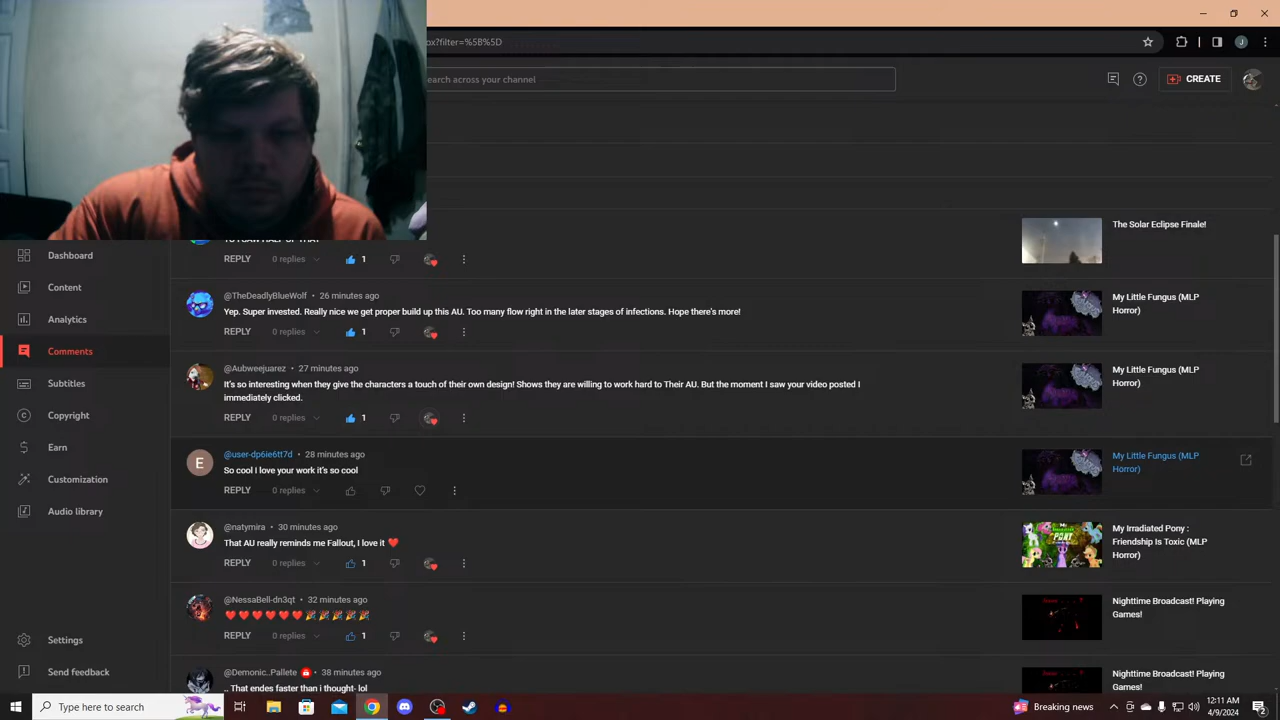 ox?filter=%5B%5D
J
earch across your channel
CREATE
Dashboard
Content
Analytics
Comments
Subtitles
Copyright
Earn
Customization
Audio library
Settings
Send feedback
REPLY 0 replies 1
The Solar Eclipse Finale!
@TheDeadlyBlueWolf • 26 minutes ago
Yep. Super invested. Really nice we get proper build up this AU. Too many flow right in the later stages of infections. Hope there's more!
REPLY 0 replies 1
My Little Fungus (MLP
Horror)
@Aubweejuarez • 27 minutes ago
It's so interesting when they give the characters a touch of their own design! Shows they are willing to work hard to Their AU. But the moment I saw your video posted I
immediately clicked.
REPLY 0 replies 1
My Little Fungus (MLP
Horror)
E
@user-dp6ie6tt7d • 28 minutes ago
So cool I love your work it's so cool
REPLY 0 replies
My Little Fungus (MLP
Horror)
@natymira • 30 minutes ago
That AU really reminds me Fallout, I love it ❤️
REPLY 0 replies 1
My Irradiated Pony :
Friendship Is Toxic (MLP
Horror)
@NessaBell-dn3qt • 32 minutes ago
❤️❤️❤️❤️❤️❤️🎉🎉🎉🎉🎉
REPLY 0 replies 1
Nighttime Broadcast! Playing
Games!
@Demonic..Pallete • 38 minutes ago
.. That endes faster than i thought- lol
Nighttime Broadcast! Playing
Games!
Type here to search
Breaking news
12:11 AM
4/9/2024
2